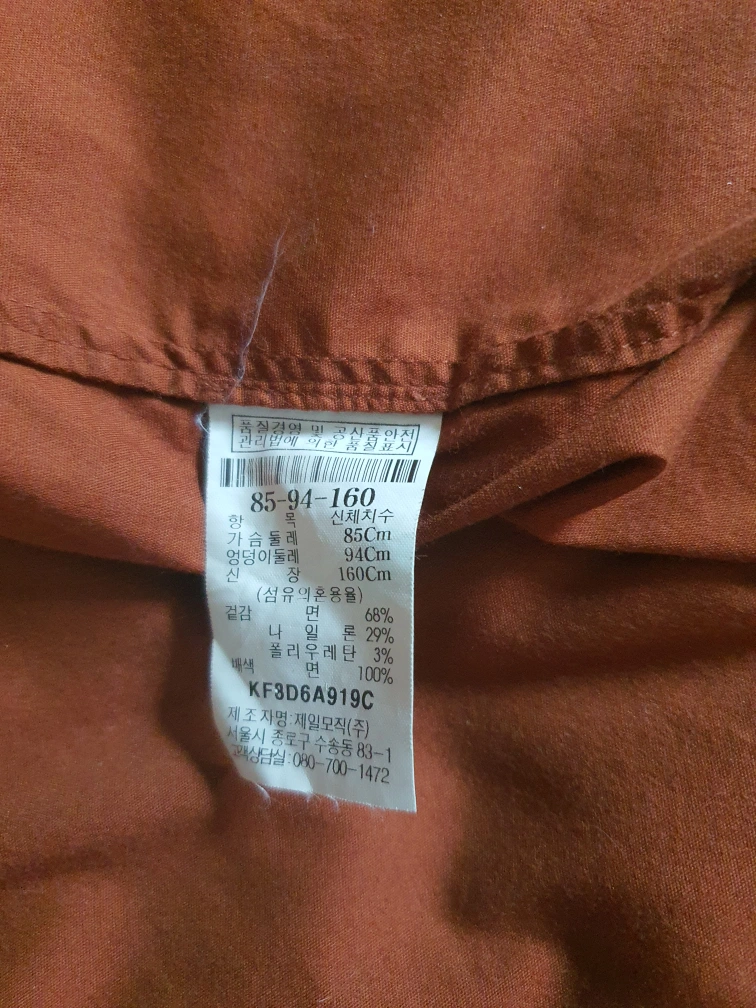 품질경영 및 공산품안전
관리법에 의한 품질표시
85-94-160
항 목 신체치수
가슴둘레 85Cm
엉덩이둘레 94Cm
신 장 160Cm
(섬유의혼용율)
겉감 면 68%
나 일 론 29%
폴리우레탄 3%
배색 면 100%
KF3D6A919C
제조자명:제일모직(주)
서울시 종로구 수송동 83-1
고객상담실:080-700-1472